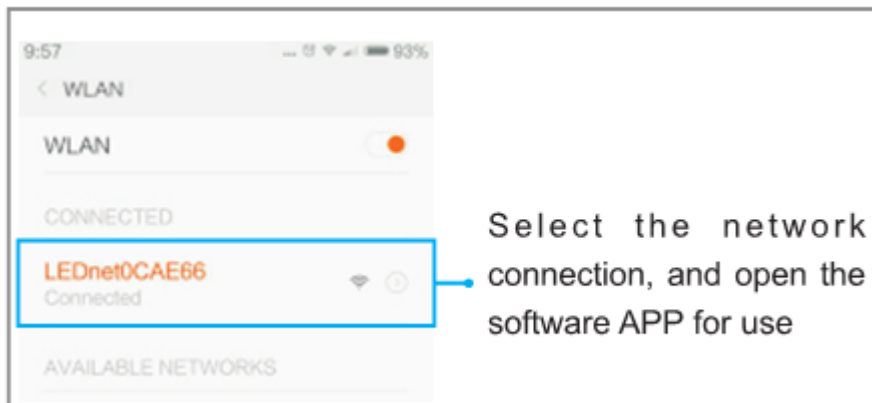 9:57 ... 93%
WLAN
WLAN
CONNECTED
LEDnet0CAE66
Connected
AVAILABLE NETWORKS
Select the network
connection, and open the
software APP for use